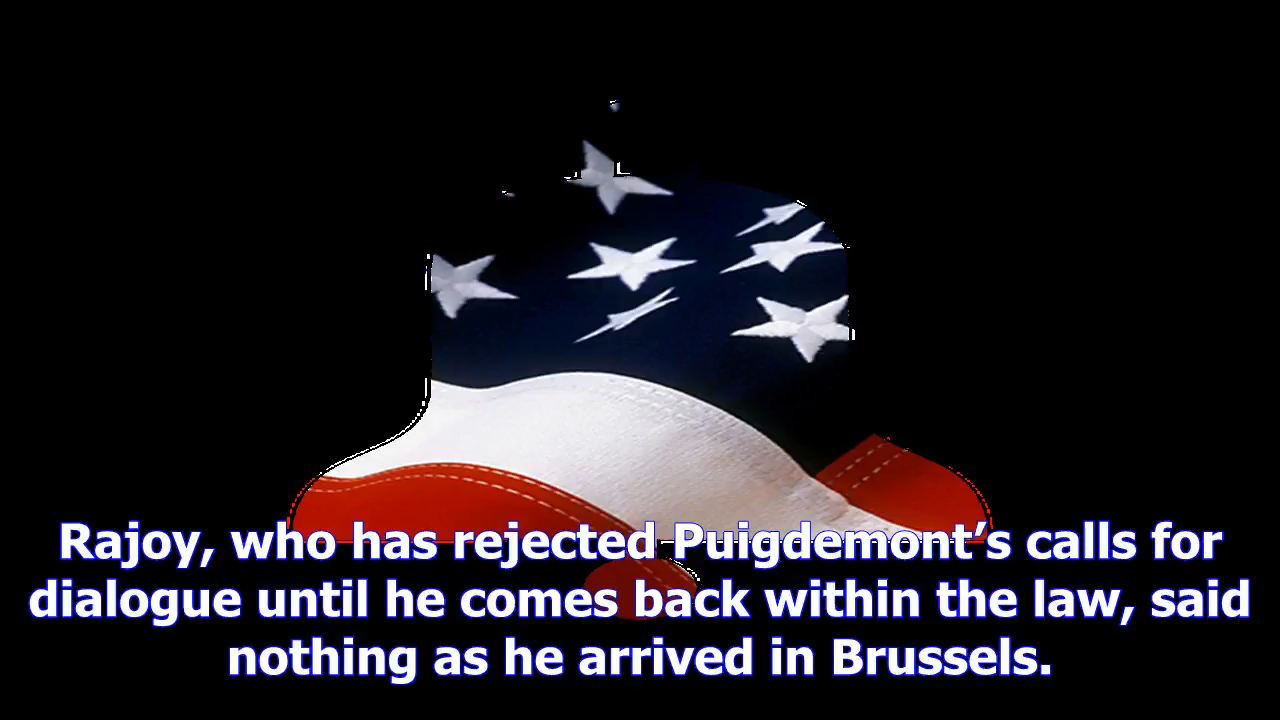 Rajoy, who has rejected Puigdemont’s calls for
dialogue until he comes back within the law, said
nothing as he arrived in Brussels.